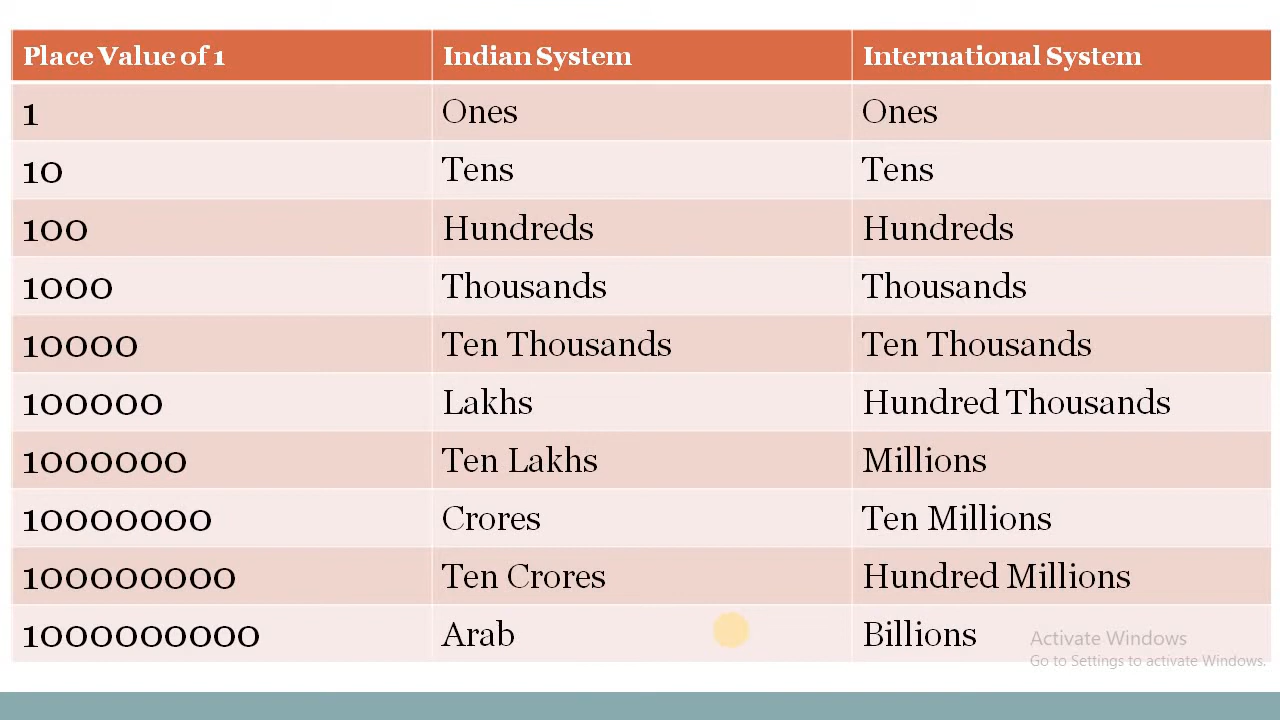 Place Value of 1 Indian System International System
1 Ones Ones
10 Tens Tens
100 Hundreds Hundreds
1000 Thousands Thousands
10000 Ten Thousands Ten Thousands
100000 Lakhs Hundred Thousands
1000000 Ten Lakhs Millions
10000000 Crores Ten Millions
100000000 Ten Crores Hundred Millions
1000000000 Arab Billions
Activate Windows
Go to Settings to activate Windows.